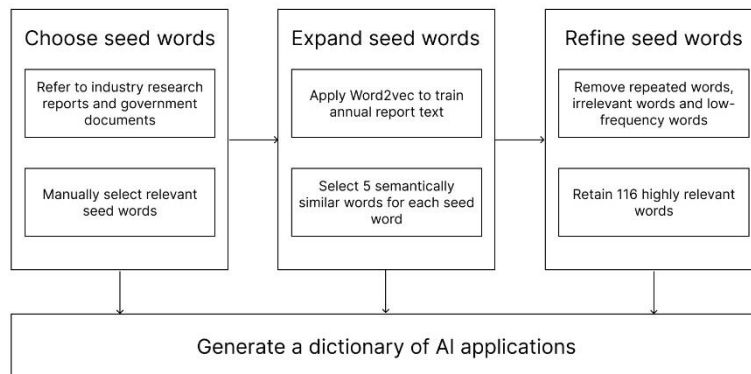 Choose seed words
Refer to industry research
reports and government
documents
Manually select relevant
seed words
Expand seed words
Apply Word2vec to train
annual report text
Select 5 semantically
similar words for each seed
word
Refine seed words
Remove repeated words,
irrelevant words and low-
frequency words
Retain 116 highly relevant
words
Generate a dictionary of AI applications